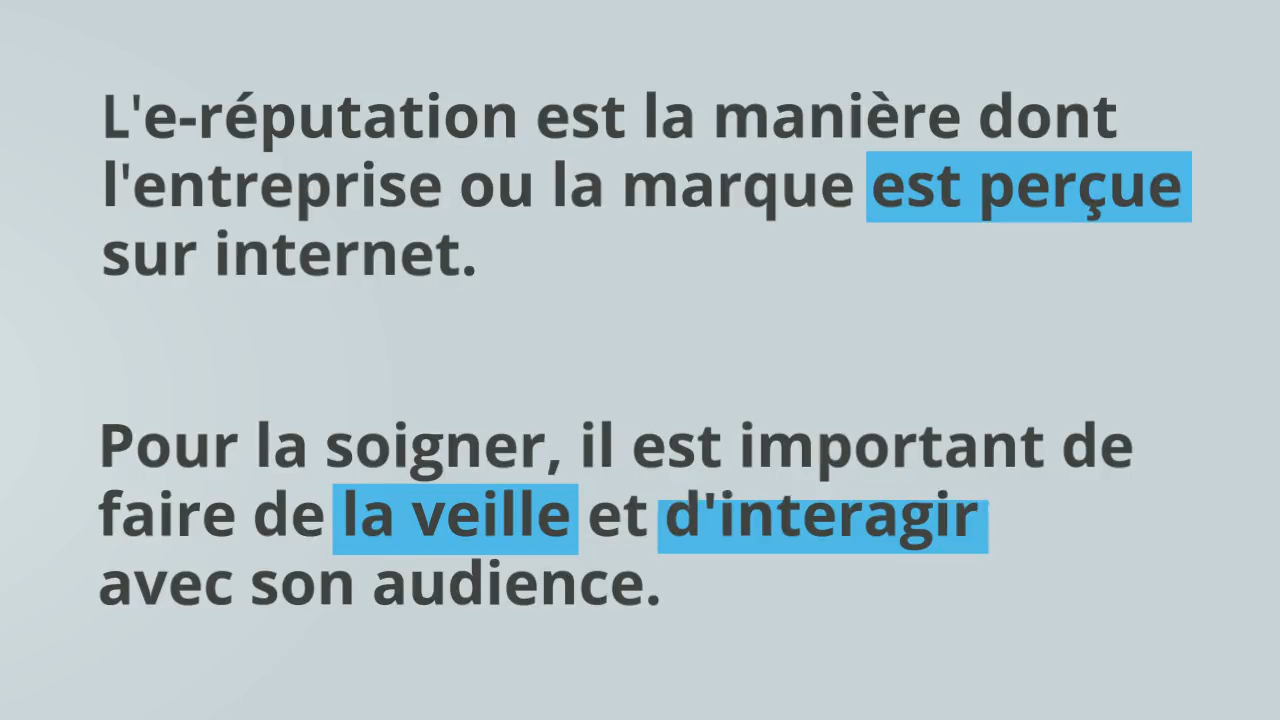 L'e-réputation est la manière dont
l'entreprise ou la marque est perçue
sur internet.
Pour la soigner, il est important de
faire de la veille et d'interagir
avec son audience.